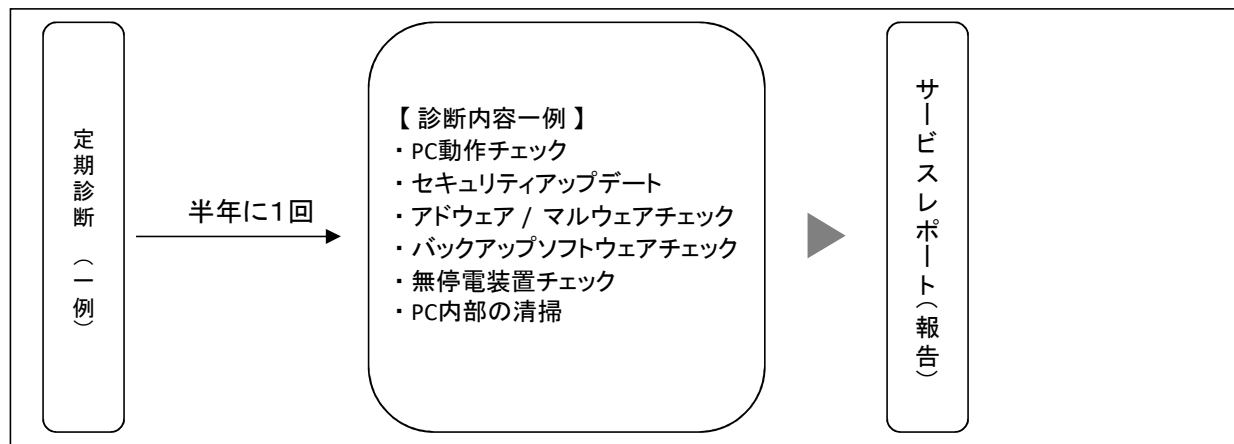 定期診断（一例）
半年に１回
【 診断内容一例 】
・ PC動作チェック
・ セキュリティアップデート
・ アドウェア / マルウェアチェック
・ バックアップソフトウェアチェック
・ 無停電装置チェック
・ PC内部の清掃
サービスレポート（報告）